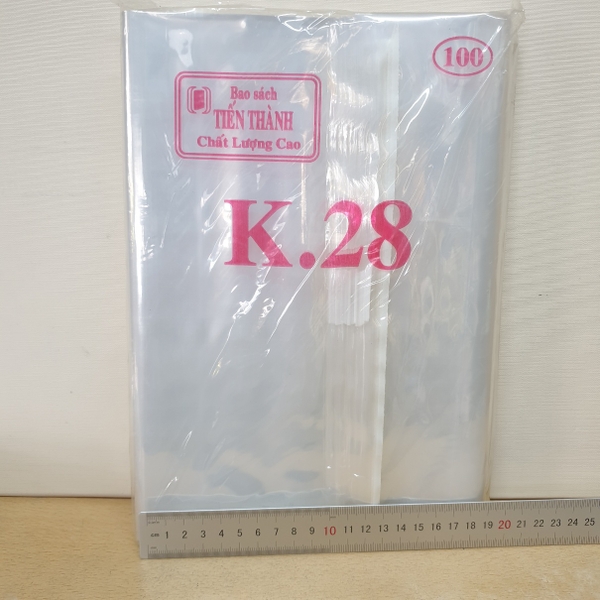 100
Bao sách
TIẾN THÀNH
Chất Lượng Cao
K.28
1 2 3 4 5 6 7 8 9 10 11 12 13 14 15 16 17 18 19 20 21 22 23 24 25